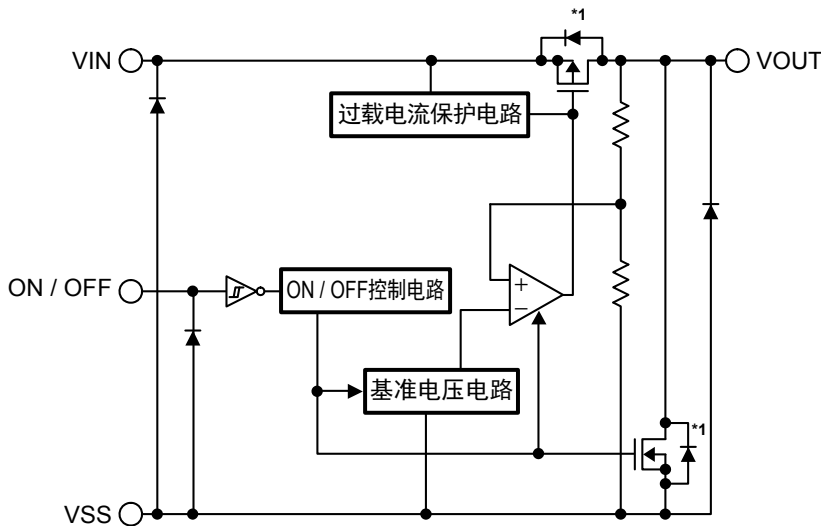 *1
VIN
VOUT
过载电流保护电路
ON / OFF
ON / OFF控制电路
+
−
基准电压电路
*1
VSS